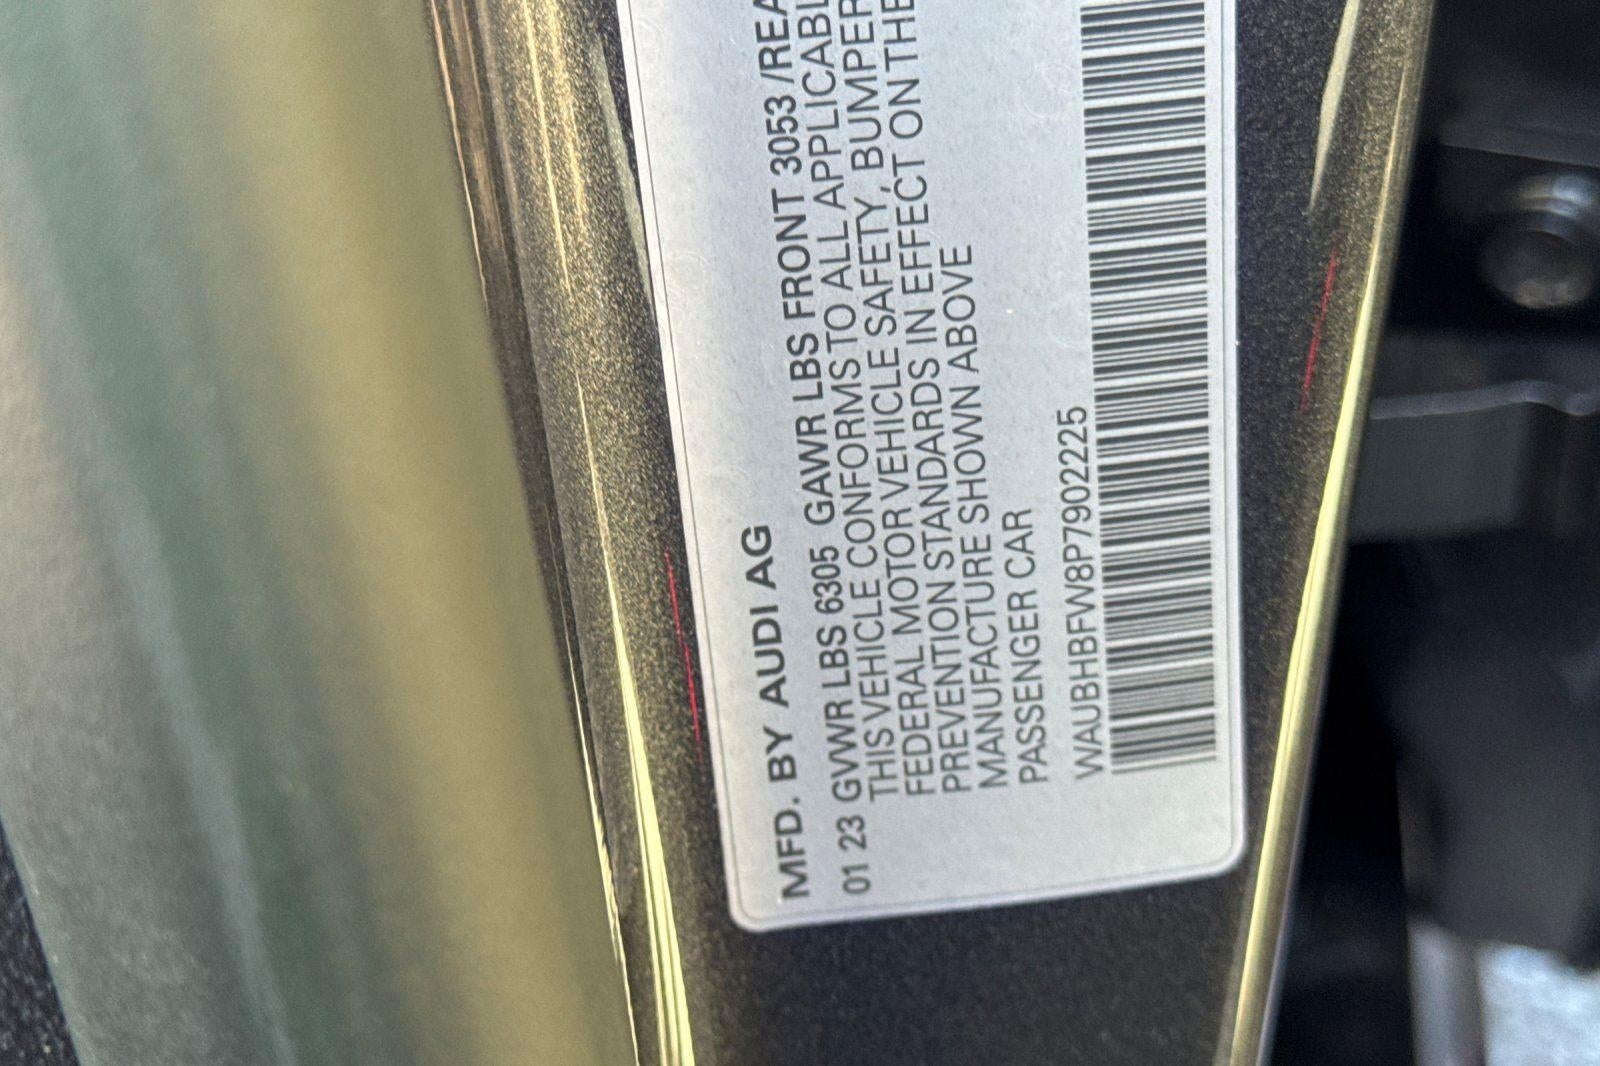 MFD. BY AUDI AG
01 23 GVWR LBS 6305 GAWR LBS FRONT 3053 /REA
THIS VEHICLE CONFORMS TO ALL APPLICABL
FEDERAL MOTOR VEHICLE SAFETY, BUMPER
PREVENTION STANDARDS IN EFFECT ON THE
MANUFACTURE SHOWN ABOVE
PASSENGER CAR
WAUBHBFW8P7902225